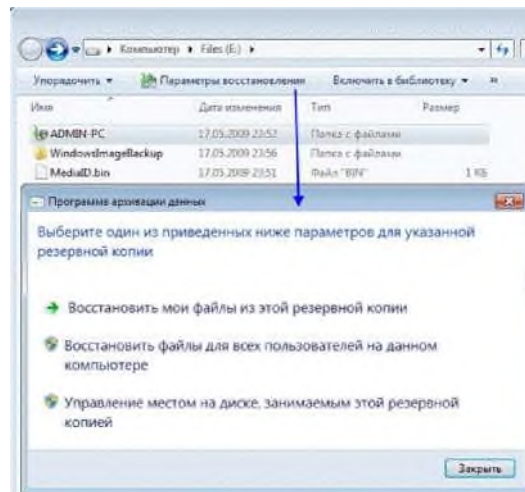 Компьютер ▸ Files (E:) ▸
Упорядочить Параметры восстановления Включить в библиотеку »
Имя Дата изменения Тип Размер
ADMIN-PC 17.05.2009 23:52 Папка с файлами
WindowsImageBackup 17.05.2009 23:56 Папка с файлами
MediaID.bin 17.05.2009 23:51 Файл "BIN" 1 КБ
Программа архивации данных
Выберите один из приведенных ниже параметров для указанной
резервной копии
Восстановить мои файлы из этой резервной копии
Восстановить файлы для всех пользователей на данном
компьютере
Управление местом на диске, занимаемым этой резервной
копией
Закрыть